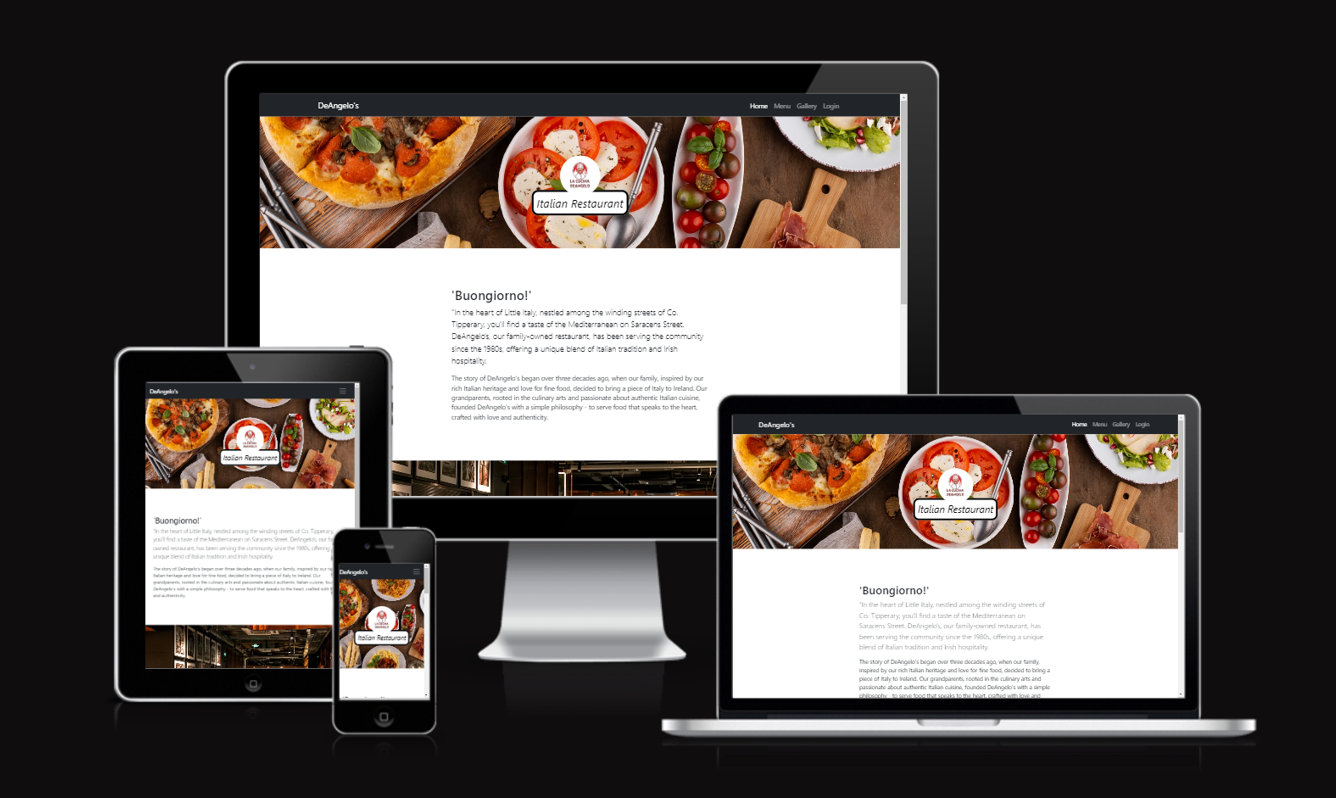 DeAngelo's
Home Menu Gallery Login
LA CUCINA
DEANGELO
Italian Restaurant
'Buongiorno!'
"In the heart of Little Italy, nestled among the winding streets of Co.
Tipperary, you'll find a taste of the Mediterranean on Saracens Street.
DeAngelo's, our family-owned restaurant, has been serving the community
since the 1980s, offering a unique blend of Italian tradition and Irish
hospitality.
The story of DeAngelo's began over three decades ago, when our family, inspired by our
rich Italian heritage and love for fine food, decided to bring a piece of Italy to Ireland. Our
grandparents, rooted in the culinary arts and passionate about authentic Italian cuisine,
founded DeAngelo's with a simple philosophy - to serve food that speaks to the heart,
crafted with love and authenticity.
DeAngelo's
LA CUCINA
DEANGELO
Italian Restaurant
'Buongiorno!'
"In the heart of Little Italy, nestled among the winding streets of Co. Tipperary,
you'll find a taste of the Mediterranean on Saracens Street. DeAngelo's, our fa
owned restaurant, has been serving the community since the 1980s, offering
unique blend of Italian tradition and Irish hospitality.
The story of DeAngelo's began over three decades ago, when our family, inspired by our
Italian heritage and love for fine food, decided to bring a piece of Italy to Ireland. Our
grandparents, rooted in the culinary arts and passionate about authentic Italian cuisine,
DeAngelo's with a simple philosophy - to serve food that speaks to the heart, crafted with
and authenticity.
DeAngelo's
LA CUCINA
DEANGELO
Italian Restaurant
DeAngelo's
Home Menu Gallery Login
LA CUCINA
DEANGELO
Italian Restaurant
'Buongiorno!'
"In the heart of Little Italy, nestled among the winding streets of
Co. Tipperary, you'll find a taste of the Mediterranean on
Saracens Street. DeAngelo's, our family-owned restaurant, has
been serving the community since the 1980s, offering a unique
blend of Italian tradition and Irish hospitality.
The story of DeAngelo's began over three decades ago, when our family,
inspired by our rich Italian heritage and love for fine food, decided to bring a
piece of Italy to Ireland. Our grandparents, rooted in the culinary arts and
passionate about authentic Italian cuisine, founded DeAngelo's with a simple
philosophy - to serve food that speaks to the heart, crafted with love and